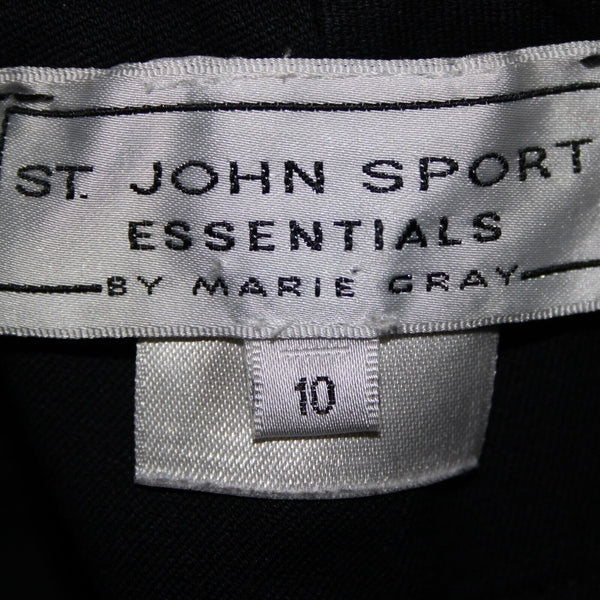 ST. JOHN SPORT
ESSENTIALS
BY MARIE GRAY
10